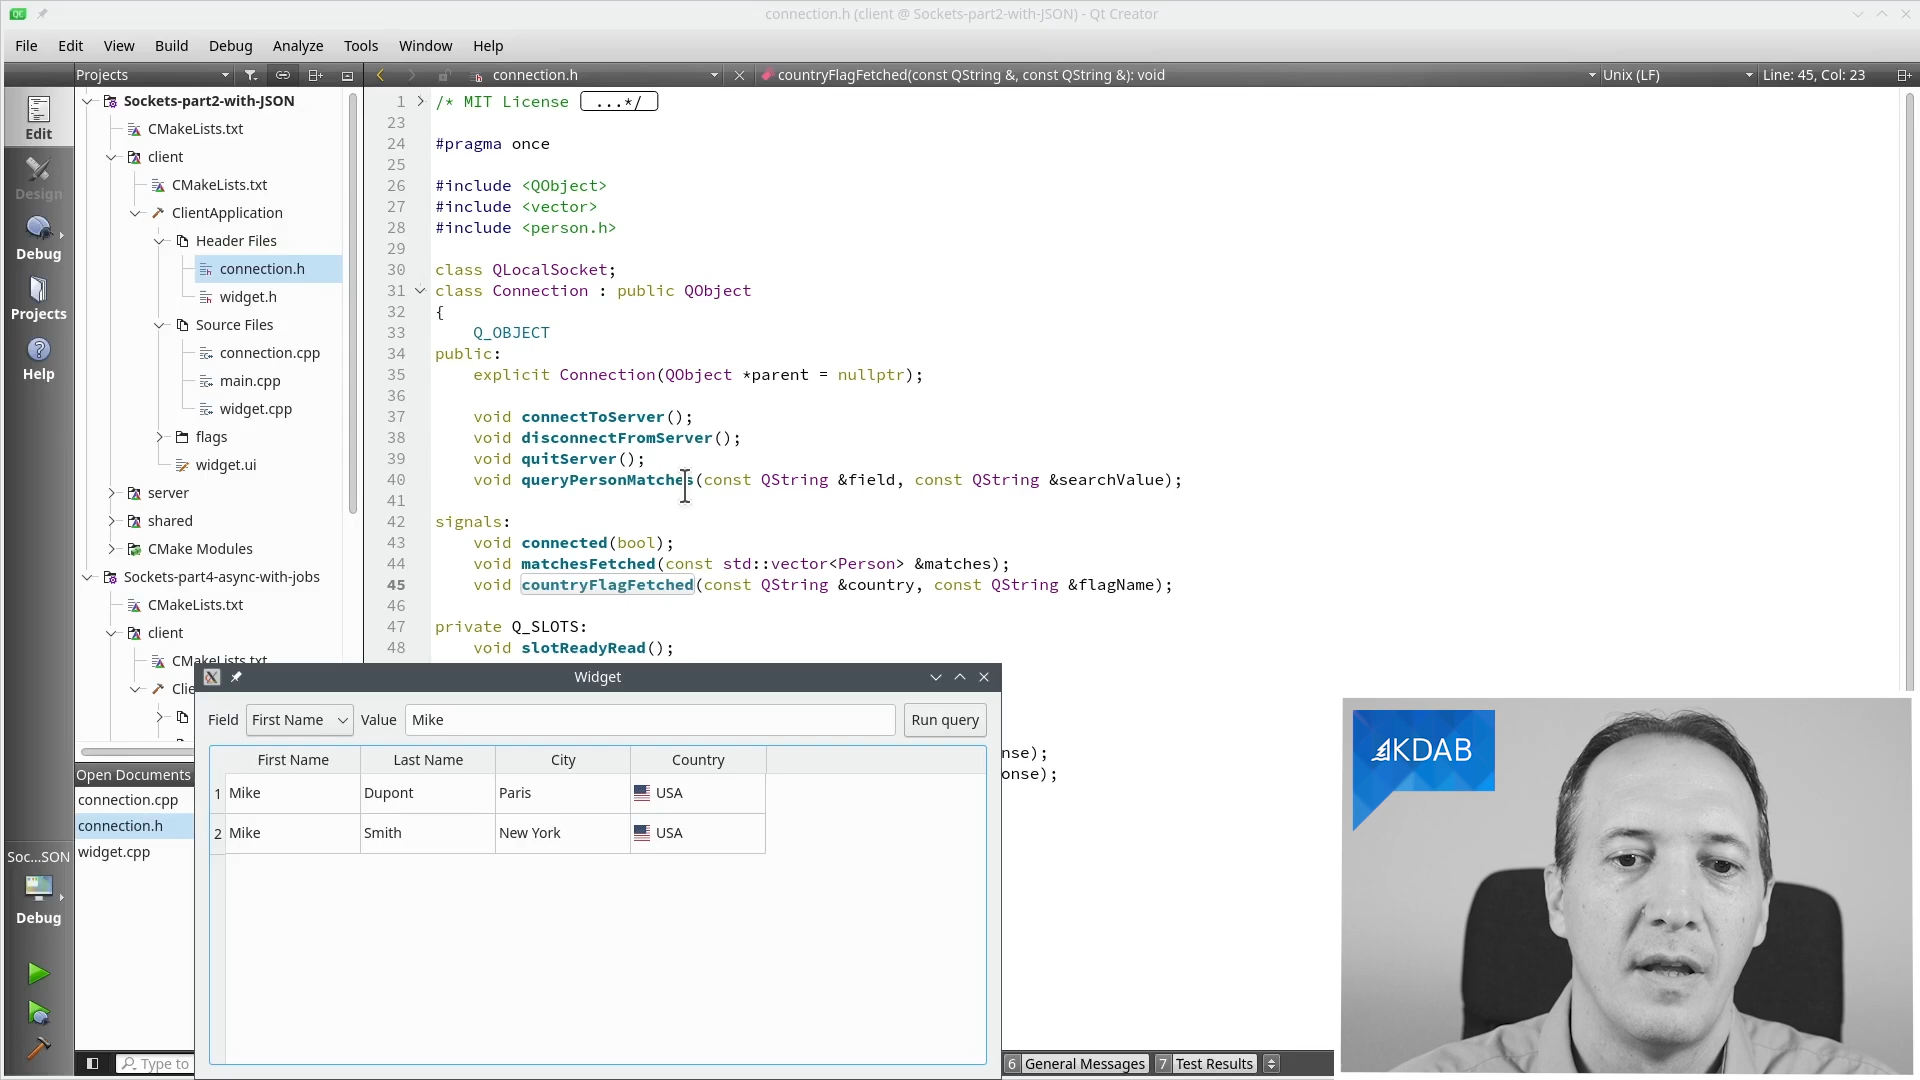 QC
connection.h (client @ Sockets-part2-with-JSON) - Qt Creator
File Edit View Build Debug Analyze Tools Window Help
Projects
connection.h
countryFlagFetched(const QString &, const QString &): void
Unix (LF)
Line: 45, Col: 23
Edit
Design
Debug
Projects
Help
Soc...SON
Debug
Sockets-part2-with-JSON
CMakeLists.txt
client
CMakeLists.txt
ClientApplication
Header Files
connection.h
widget.h
Source Files
connection.cpp
main.cpp
widget.cpp
flags
widget.ui
server
shared
CMake Modules
Sockets-part4-async-with-jobs
CMakeLists.txt
client
CMakeLists.txt
Clie
Open Documents
connection.cpp
connection.h
widget.cpp
Type to
1 /* MIT License ...*/
23
24 #pragma once
25
26 #include <QObject>
27 #include <vector>
28 #include <person.h>
29
30 class QLocalSocket;
31 class Connection : public QObject
32 {
33 Q_OBJECT
34 public:
35 explicit Connection(QObject *parent = nullptr);
36
37 void connectToServer();
38 void disconnectFromServer();
39 void quitServer();
40 void queryPersonMatches(const QString &field, const QString &searchValue);
41
42 signals:
43 void connected(bool);
44 void matchesFetched(const std::vector<Person> &matches);
45 void countryFlagFetched(const QString &country, const QString &flagName);
46
47 private Q_SLOTS:
48 void slotReadyRead();
nse);
onse);
Widget
Field First Name Value Mike Run query
First Name Last Name City Country
1 Mike Dupont Paris USA
2 Mike Smith New York USA
6 General Messages 7 Test Results
KDAB